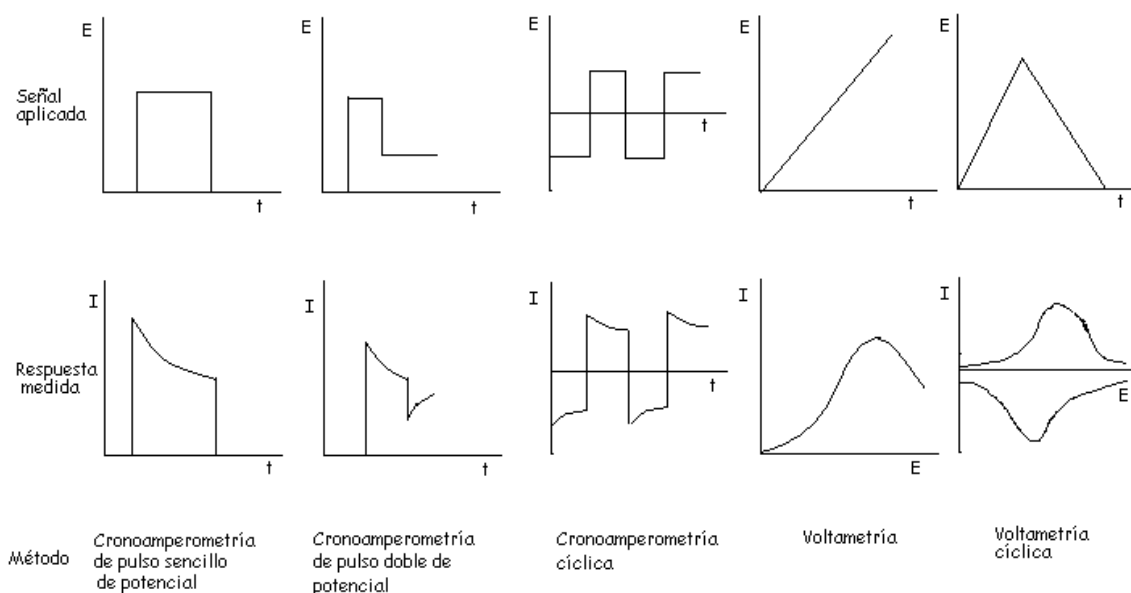 E
E
E
E
E
Señal
aplicada
t
t
t
t
t
I
I
I
I
I
Respuesta
medida
t
t
t
E
E
Método
Cronoamperometría
de pulso sencillo
de potencial
Cronoamperometría
de pulso doble de
potencial
Cronoamperometría
cíclica
Voltametría
Voltametría
cíclica